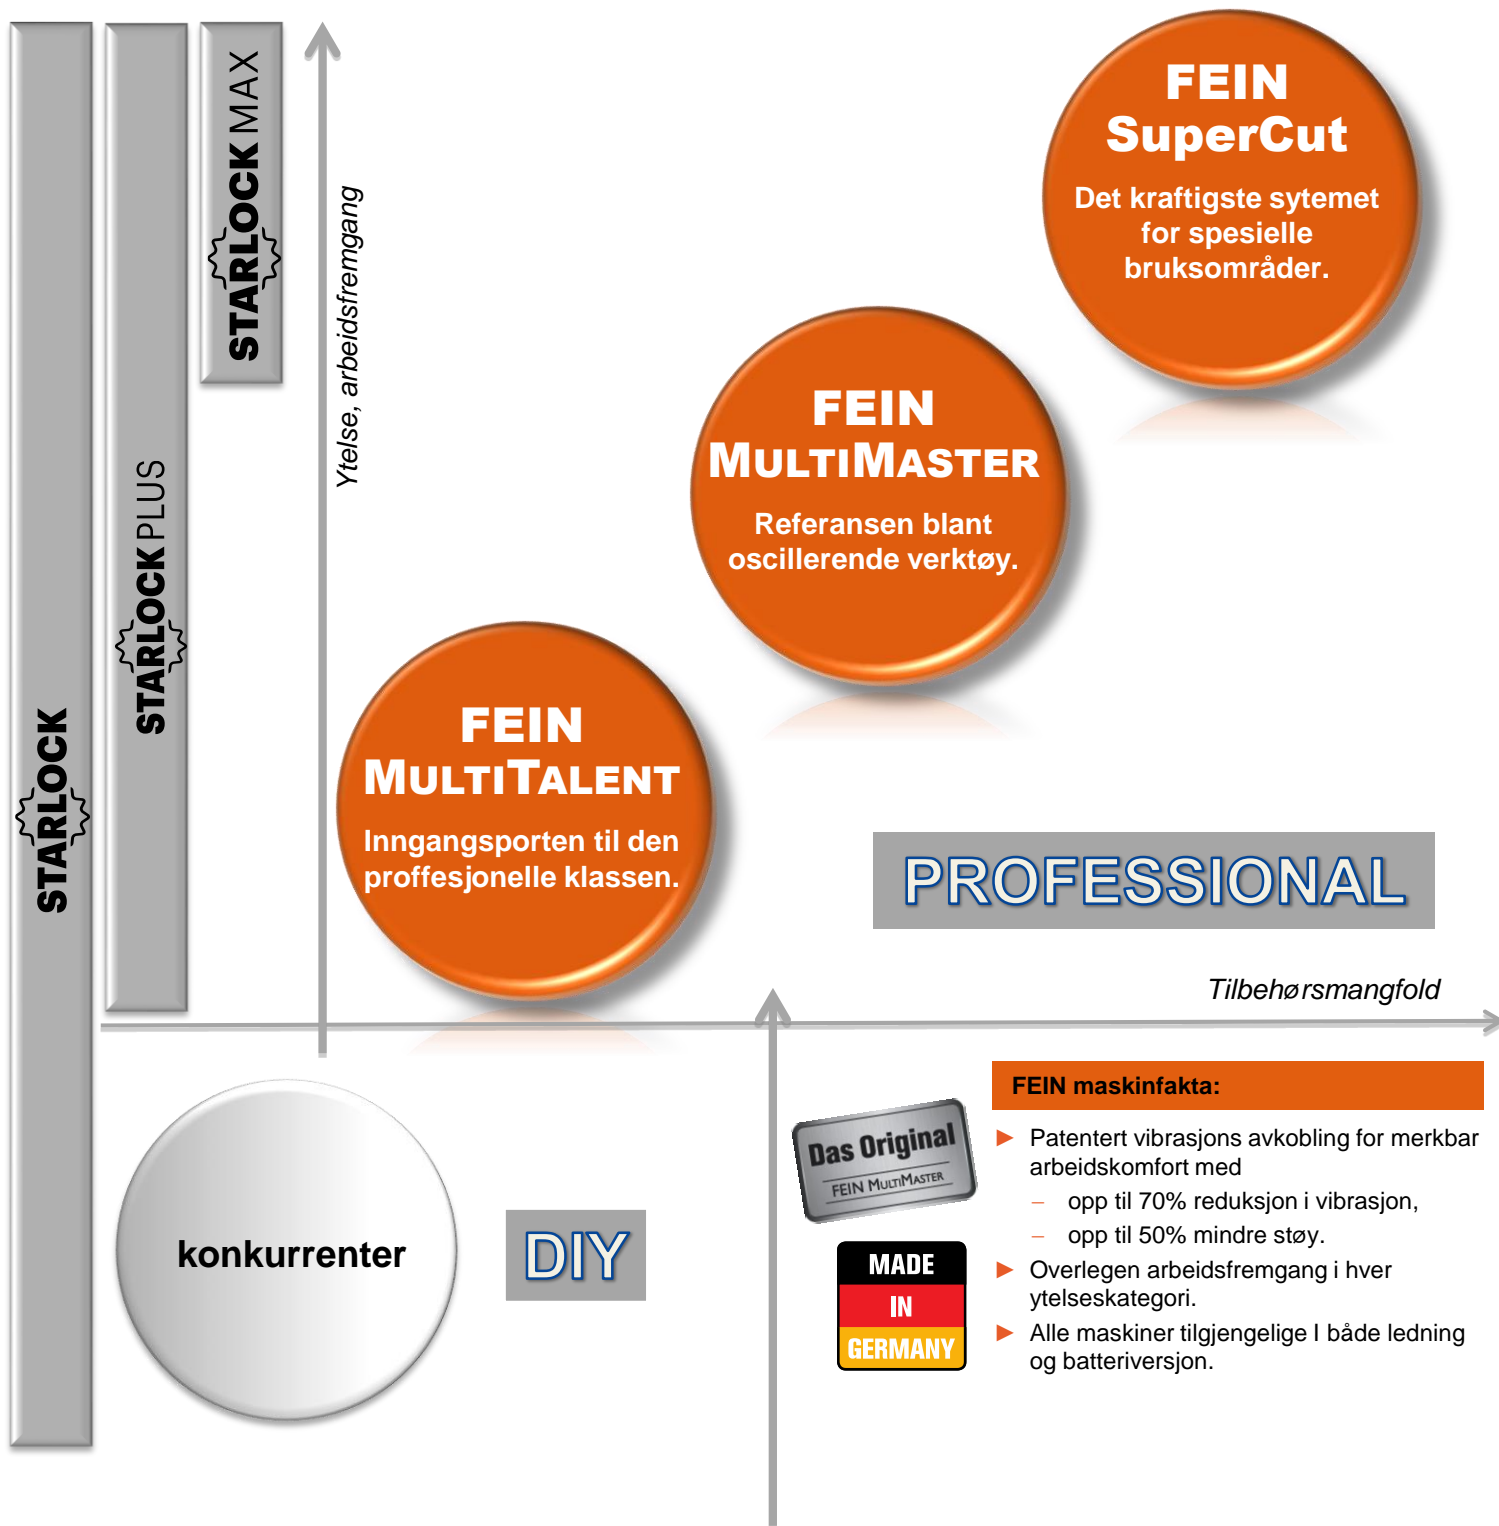 STARLOCK
STARLOCK PLUS
STARLOCK MAX
Ytelse, arbeidsfremgang
FEIN
SuperCut
Det kraftigste sytemet
for spesielle
bruksområder.
FEIN
MULTIMASTER
Referansen blant
oscillerende verktøy.
FEIN
MULTITALENT
Inngangsporten til den
proffesjonelle klassen.
PROFESSIONAL
Tilbehørsmangfold
konkurrenter
DIY
Das Original
FEIN MULTIMASTER
MADE
IN
GERMANY
FEIN maskinfakta:
► Patentert vibrasjons avkobling for merkbar
arbeidskomfort med
– opp til 70% reduksjon i vibrasjon,
– opp til 50% mindre støy.
► Overlegen arbeidsfremgang i hver
ytelseskategori.
► Alle maskiner tilgjengelige I både ledning
og batteriversjon.